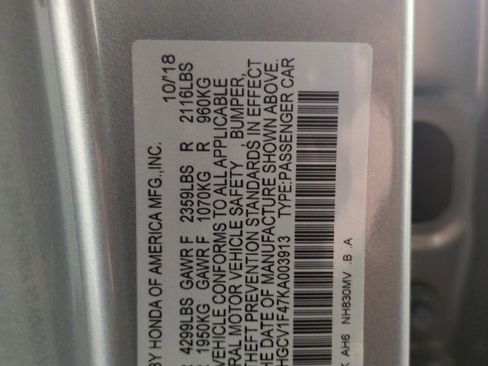 BY HONDA OF AMERICA MFG.,INC. 10/'18
4299LBS GAWR F 2359LBS R 2116LBS
1950KG GAWR F 1070KG R 960KG
VEHICLE CONFORMS TO ALL APPLICABLE
RAL MOTOR VEHICLE SAFETY , BUMPER,
THEFT PREVENTION STANDARDS IN EFFECT
HE DATE OF MANUFACTURE SHOWN ABOVE.
HGCV1F47KA003913 TYPE:PASSENGER CAR
AH6 NH830MV .B .A